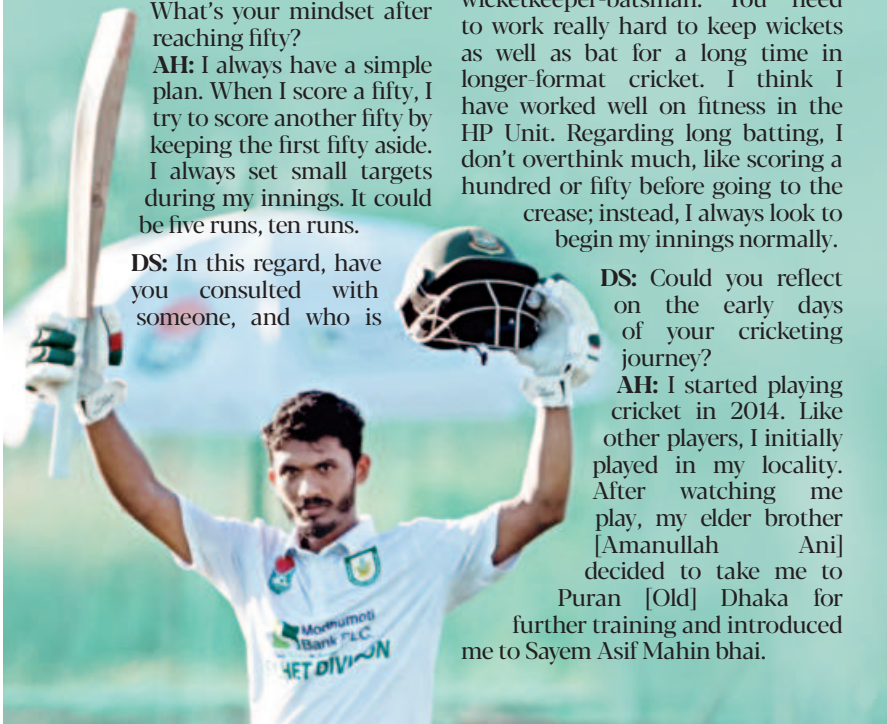 What's your mindset after
reaching fifty?
AH: I always have a simple
plan. When I score a fifty, I
try to score another fifty by
keeping the first fifty aside.
I always set small targets
during my innings. It could
be five runs, ten runs.
DS: In this regard, have
you consulted with
someone, and who is
wicketkeeper-batsman. You need
to work really hard to keep wickets
as well as bat for a long time in
longer-format cricket. I think I
have worked well on fitness in the
HP Unit. Regarding long batting, I
don't overthink much, like scoring a
hundred or fifty before going to the
crease; instead, I always look to
begin my innings normally.
DS: Could you reflect
on the early days
of your cricketing
journey?
AH: I started playing
cricket in 2014. Like
other players, I initially
played in my locality.
After watching me
play, my elder brother
[Amanullah Ani]
decided to take me to
Puran [Old] Dhaka for
further training and introduced
me to Sayem Asif Mahin bhai.
Modhumoti
Bank PLC.
DIVISION